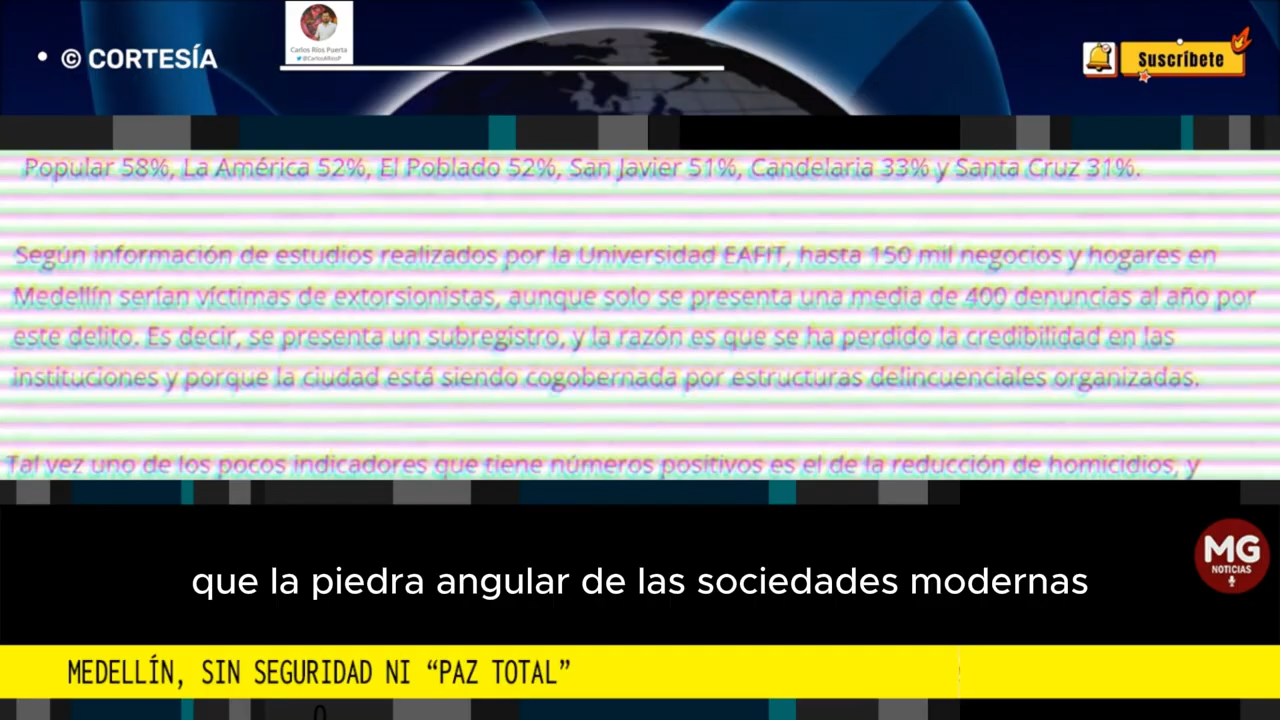 • © CORTESÍA
Carlos Ríos Puerta
@CarlosARiosP
Suscríbete
Popular 58%, La América 52%, El Poblado 52%, San Javier 51%, Candelaria 33% y Santa Cruz 31%.
Según información de estudios realizados por la Universidad EAFIT, hasta 150 mil negocios y hogares en
Medellín serían víctimas de extorsionistas, aunque solo se presenta una media de 400 denuncias al año por
este delito. Es decir, se presenta un subregistro, y la razón es que se ha perdido la credibilidad en las
instituciones y porque la ciudad está siendo cogobernada por estructuras delincuenciales organizadas.
Tal vez uno de los pocos indicadores que tiene números positivos es el de la reducción de homicidios, y
que la piedra angular de las sociedades modernas
MG
NOTICIAS
MEDELLÍN, SIN SEGURIDAD NI “PAZ TOTAL”